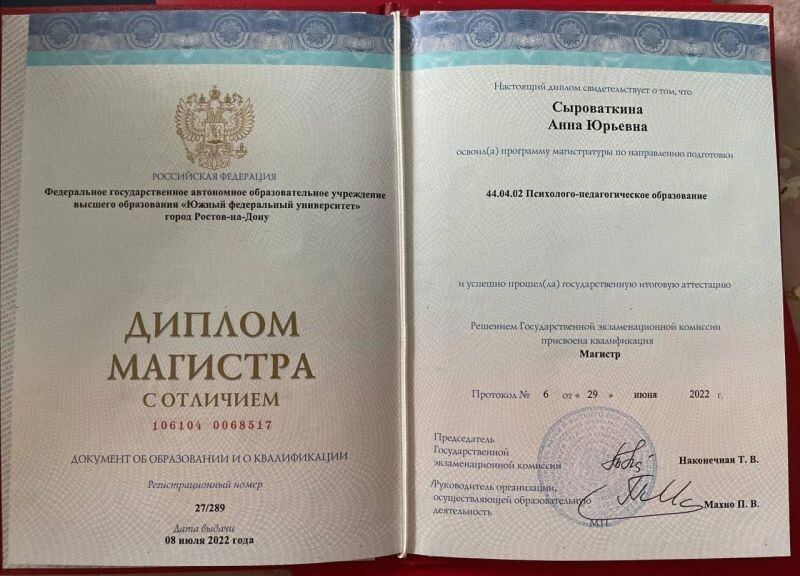 РОССИЙСКАЯ ФЕДЕРАЦИЯ
Федеральное государственное автономное образовательное учреждение
высшего образования «Южный федеральный университет»
город Ростов-на-Дону
ДИПЛОМ
МАГИСТРА
С ОТЛИЧИЕМ
106104 0068517
ДОКУМЕНТ ОБ ОБРАЗОВАНИИ И О КВАЛИФИКАЦИИ
Регистрационный номер
27/289
Дата выдачи
08 июля 2022 года
Настоящий диплом свидетельствует о том, что
Сыроваткина
Анна Юрьевна
освоил(а) программу магистратуры по направлению подготовки
44.04.02 Психолого-педагогическое образование
и успешно прошел(ла) государственную итоговую аттестацию
Решением Государственной экзаменационной комиссии
присвоена квалификация
Магистр
Протокол № 6 от « 29 » июня 2022 г.
Председатель
Государственной
экзаменационной комиссии
Наконечная Т. В.
/Руководитель организации,
осуществляющей образовательную
деятельность
Махно П. В.
М.П.